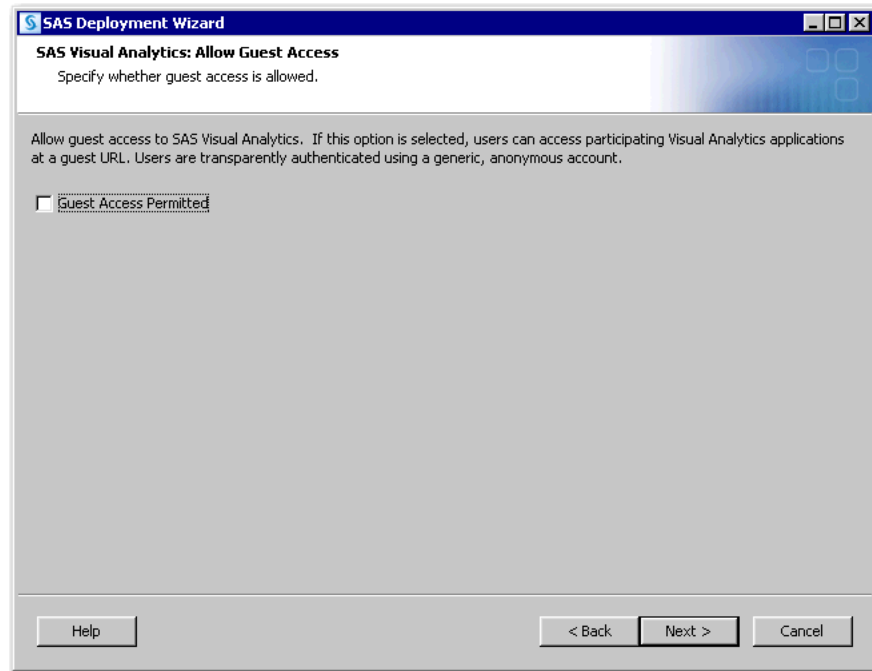 SAS Deployment Wizard
SAS Visual Analytics: Allow Guest Access
Specify whether guest access is allowed.
Allow guest access to SAS Visual Analytics.  If this option is selected, users can access participating Visual Analytics applications
at a guest URL. Users are transparently authenticated using a generic, anonymous account.
Guest Access Permitted
Help
< Back
Next >
Cancel